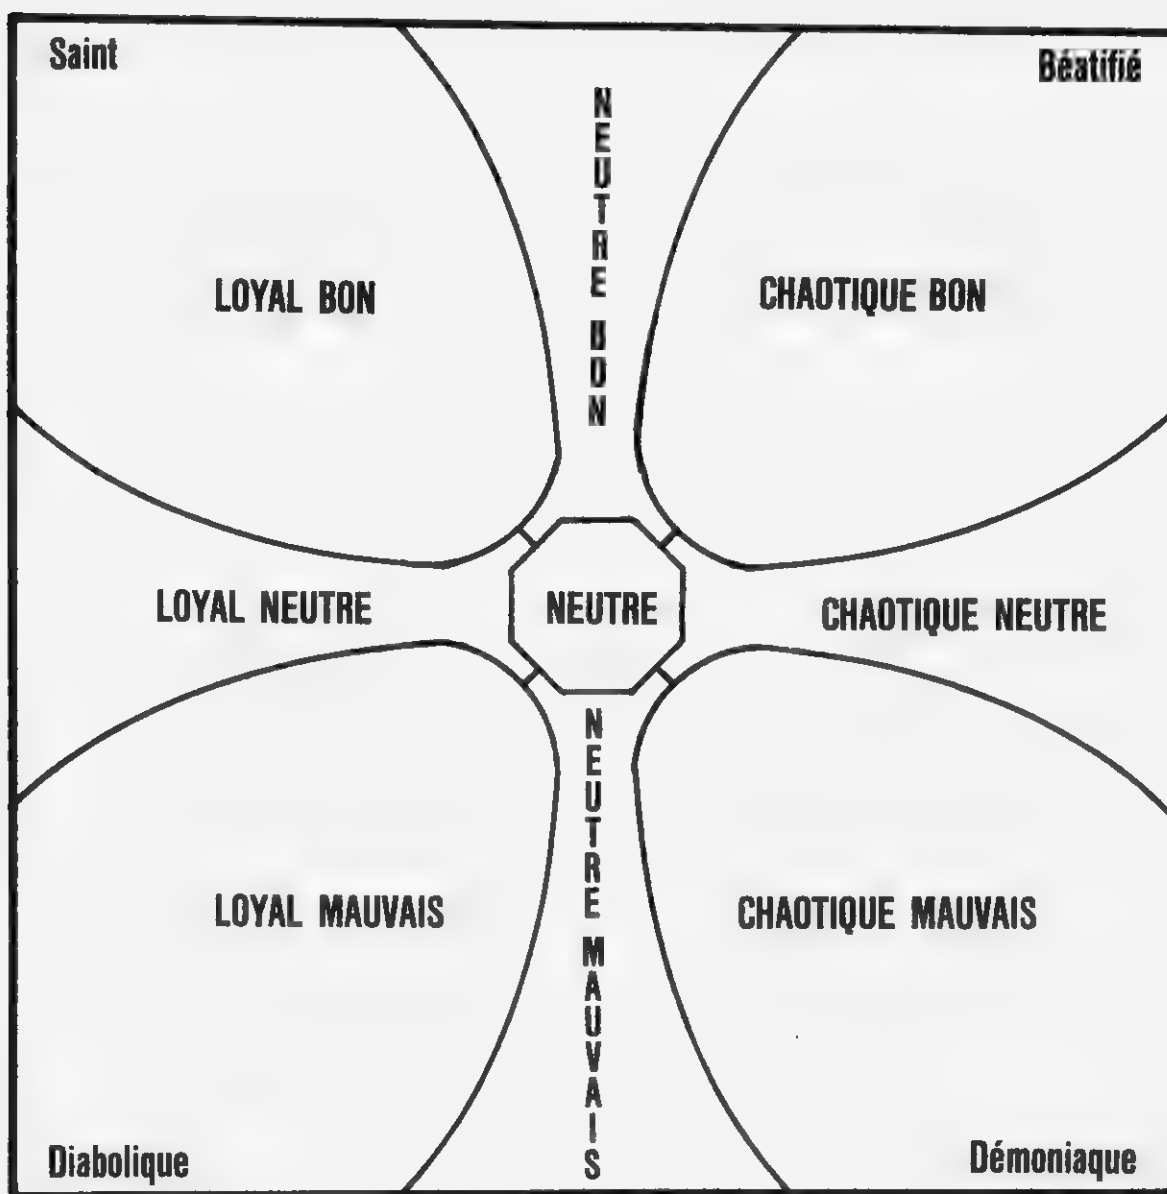 Saint
Béatifié
NEUTRE BON
LOYAL BON
CHAOTIQUE BON
LOYAL NEUTRE
NEUTRE
CHAOTIQUE NEUTRE
NEUTRE MAUVAIS
LOYAL MAUVAIS
CHAOTIQUE MAUVAIS
Diabolique
Démoniaque